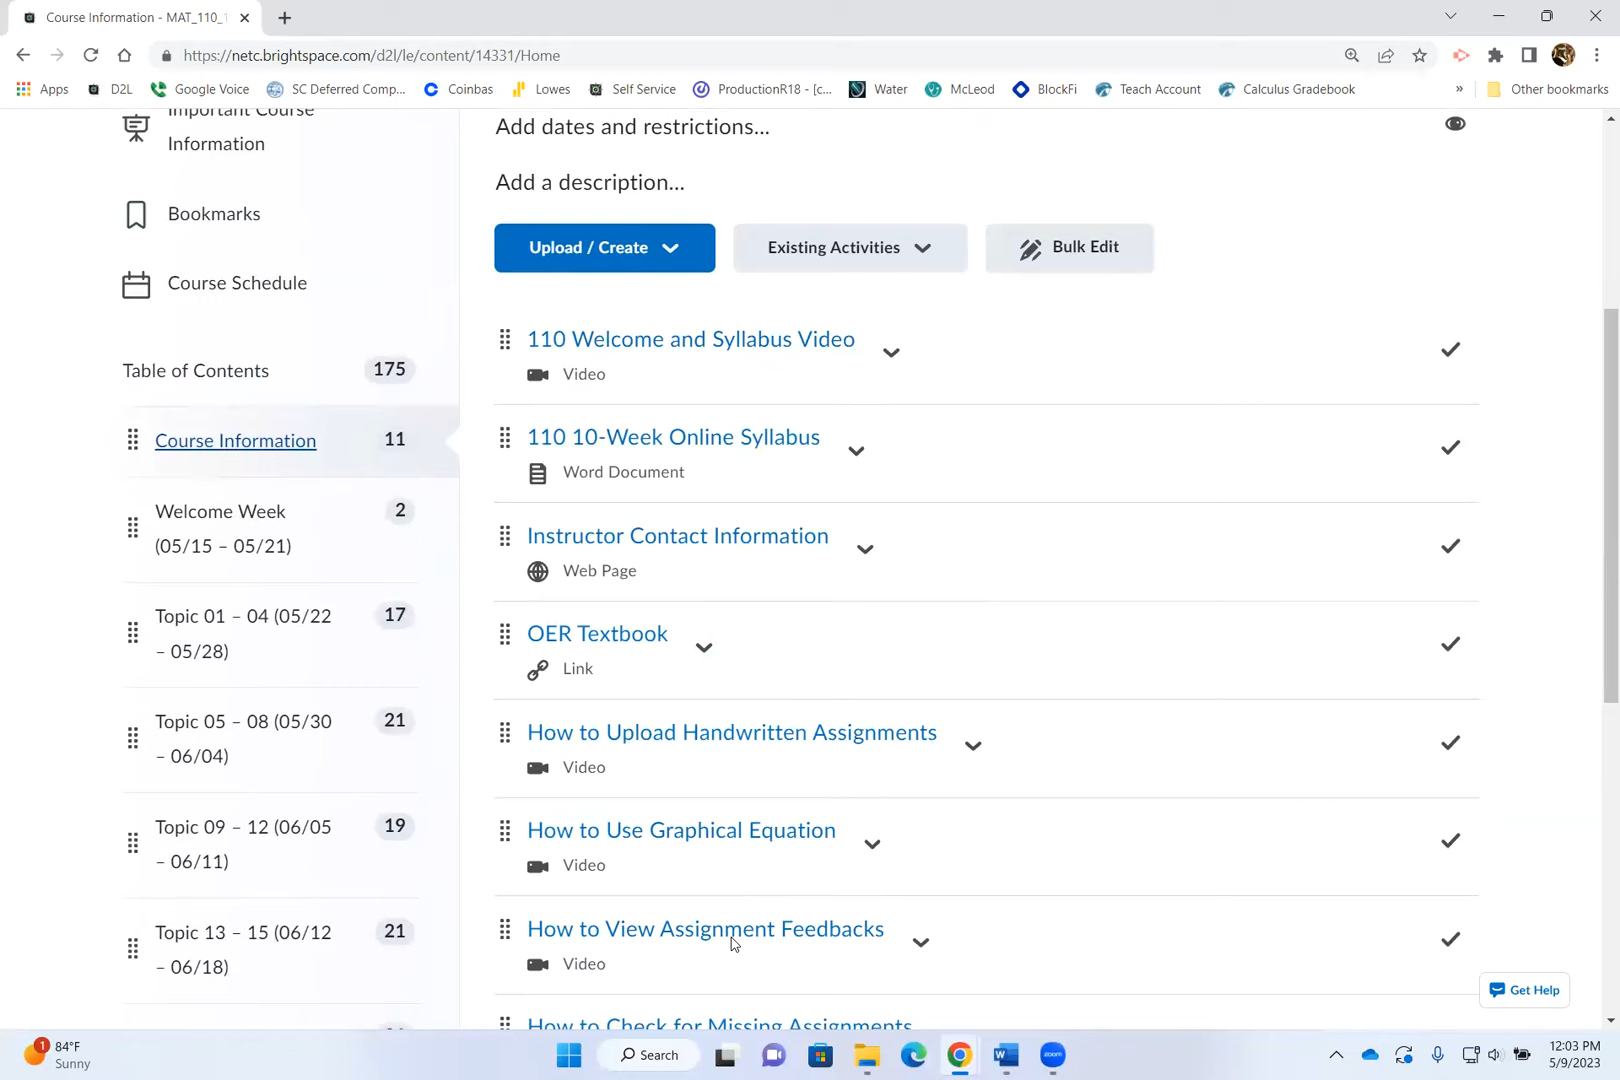 Course Information - MAT_110_
https://netc.brightspace.com/d2l/le/content/14331/Home
Apps
D2L
Google Voice
SC Deferred Comp...
Coinbas
Lowes
Self Service
ProductionR18 - [c...
Water
McLeod
BlockFi
Teach Account
Calculus Gradebook
»
Other bookmarks
Important Course
Information
Bookmarks
Course Schedule
Table of Contents 175
Course Information 11
Welcome Week 2
(05/15 – 05/21)
Topic 01 – 04 (05/22 17
– 05/28)
Topic 05 – 08 (05/30 21
– 06/04)
Topic 09 – 12 (06/05 19
– 06/11)
Topic 13 – 15 (06/12 21
– 06/18)
Add dates and restrictions...
Add a description...
Upload / Create
Existing Activities
Bulk Edit
110 Welcome and Syllabus Video
Video
110 10-Week Online Syllabus
Word Document
Instructor Contact Information
Web Page
OER Textbook
Link
How to Upload Handwritten Assignments
Video
How to Use Graphical Equation
Video
How to View Assignment Feedbacks
Video
How to Check for Missing Assignments
Get Help
1
84°F
Sunny
Search
W
zoom
12:03 PM
5/9/2023